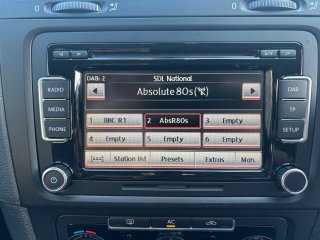 DAB: 2 SDL National
Absolute 80s
RADIO
MEDIA
PHONE
DAB
TP
SETUP
1 BBC R1 2 AbsR80s 3 Empty
4 Empty 5 Empty 6 Empty
Station list Presets Extras Man.
AC